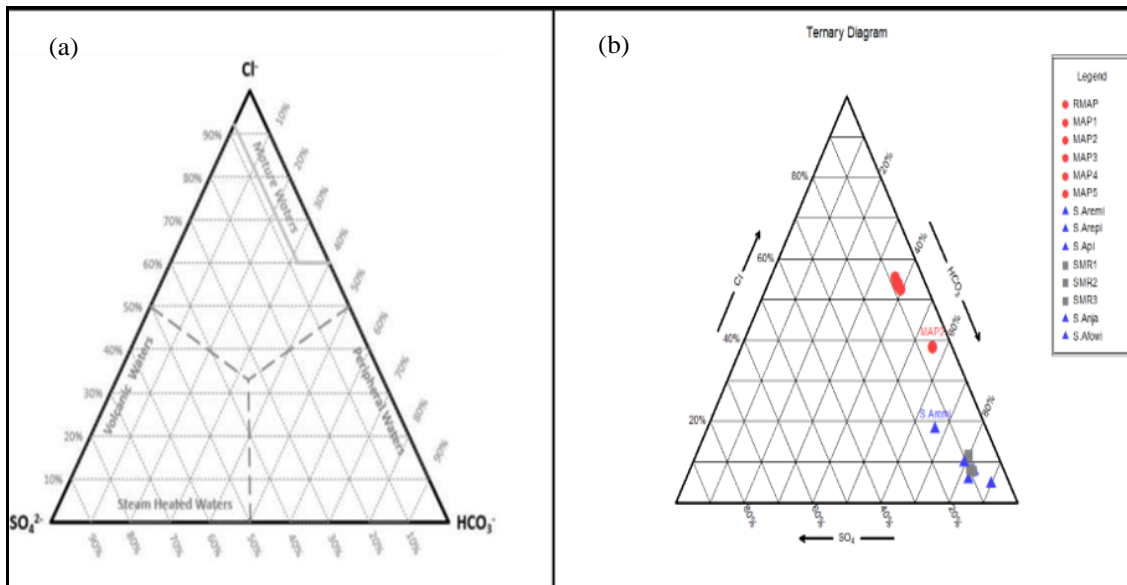 (a)
Cl-
10%
20%
30%
40%
50%
60%
70%
80%
90%
90%
80%
70%
60%
50%
40%
30%
20%
10%
Mature Waters
Volcanic Waters
Peripheral Waters
Steam Heated Waters
SO₄²⁻
HCO₃⁻
90%
80%
70%
60%
50%
40%
30%
20%
10%
(b)
Ternary Diagram
80%
60%
40%
20%
20%
40%
60%
80%
Cl
HCO₃
MAP2
S.Aremi
80%
60%
40%
20%
SO₄
Legend
RMAP
MAP1
MAP2
MAP3
MAP4
MAP5
S.Aremi
S.Arepi
S.Api
SMR1
SMR2
SMR3
S.Anja
S.Afowi